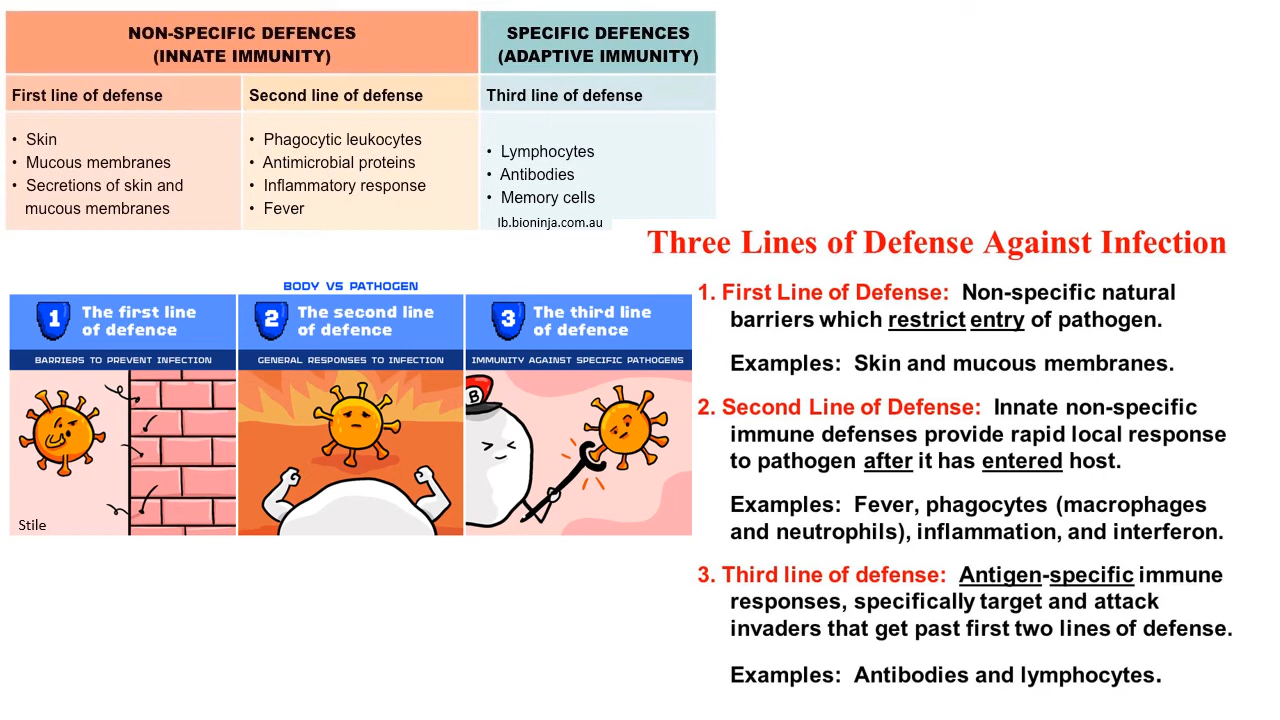 NON-SPECIFIC DEFENCES
(INNATE IMMUNITY)
SPECIFIC DEFENCES
(ADAPTIVE IMMUNITY)
First line of defense
Second line of defense
Third line of defense
• Skin
• Mucous membranes
• Secretions of skin and
mucous membranes
• Phagocytic leukocytes
• Antimicrobial proteins
• Inflammatory response
• Fever
• Lymphocytes
• Antibodies
• Memory cells
Ib.bioninja.com.au
Three Lines of Defense Against Infection
BODY VS PATHOGEN
1
The first line
of defence
BARRIERS TO PREVENT INFECTION
2
The second line
of defence
GENERAL RESPONSES TO INFECTION
3
The third line
of defence
IMMUNITY AGAINST SPECIFIC PATHOGENS
B
Stile
1. First Line of Defense: Non-specific natural
barriers which restrict entry of pathogen.
Examples: Skin and mucous membranes.
2. Second Line of Defense: Innate non-specific
immune defenses provide rapid local response
to pathogen after it has entered host.
Examples: Fever, phagocytes (macrophages
and neutrophils), inflammation, and interferon.
3. Third line of defense: Antigen-specific immune
responses, specifically target and attack
invaders that get past first two lines of defense.
Examples: Antibodies and lymphocytes.